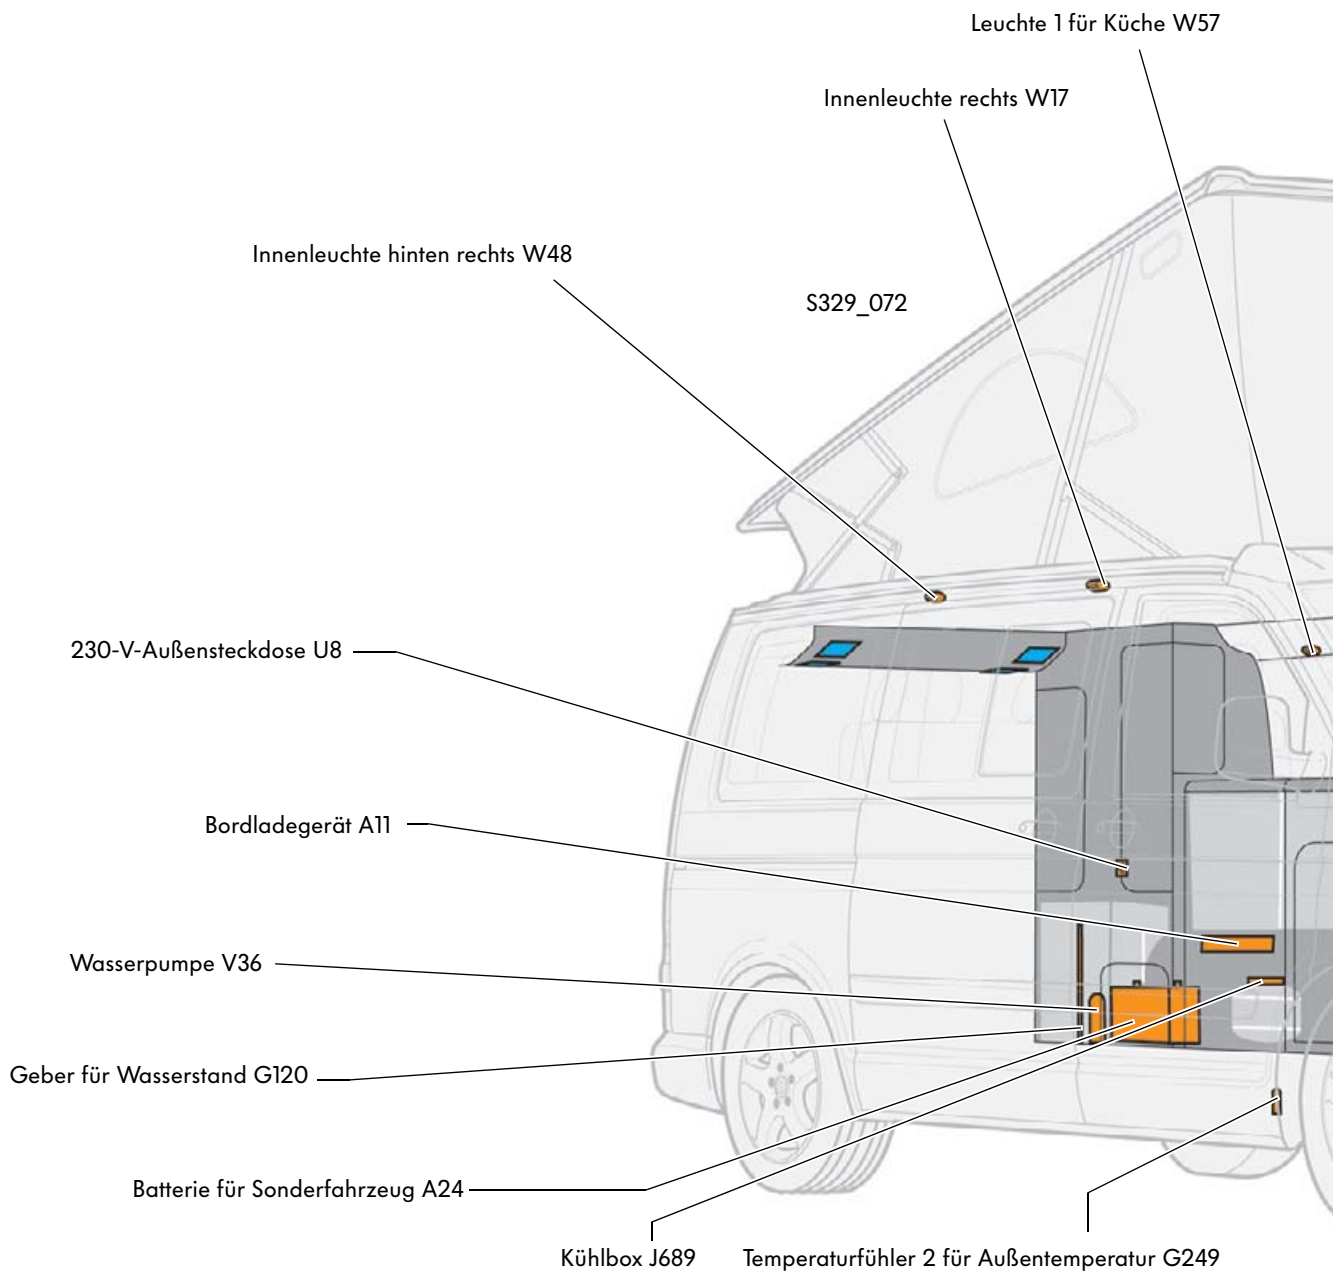 Leuchte 1 für Küche W57
Innenleuchte rechts W17
Innenleuchte hinten rechts W48
S329_072
230-V-Außensteckdose U8
Bordladegerät A11
Wasserpumpe V36
Geber für Wasserstand G120
Batterie für Sonderfahrzeug A24
Kühlbox J689
Temperaturfühler 2 für Außentemperatur G249